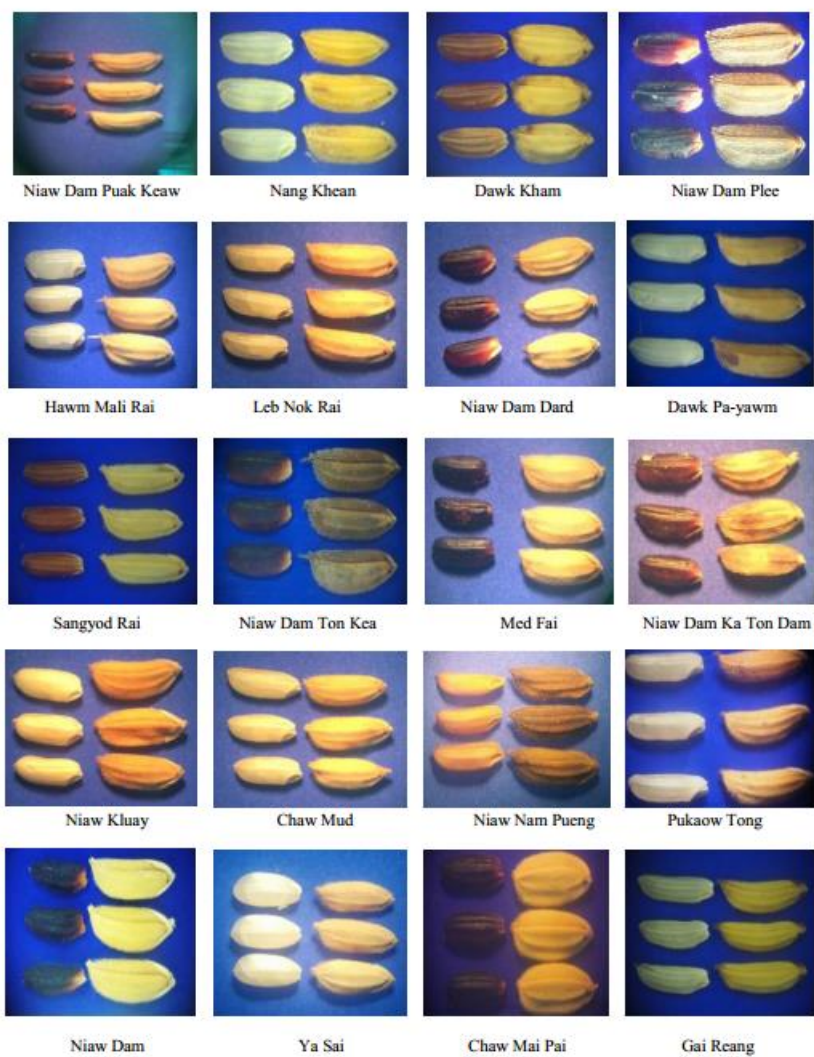 Niaw Dam Puak Keaw
Nang Khean
Dawk Kham
Niaw Dam Plee
Hawm Mali Rai
Leb Nok Rai
Niaw Dam Dard
Dawk Pa-yawm
Sangyod Rai
Niaw Dam Ton Kea
Med Fai
Niaw Dam Ka Ton Dam
Niaw Kluay
Chaw Mud
Niaw Nam Pueng
Pukaow Tong
Niaw Dam
Ya Sai
Chaw Mai Pai
Gai Reang